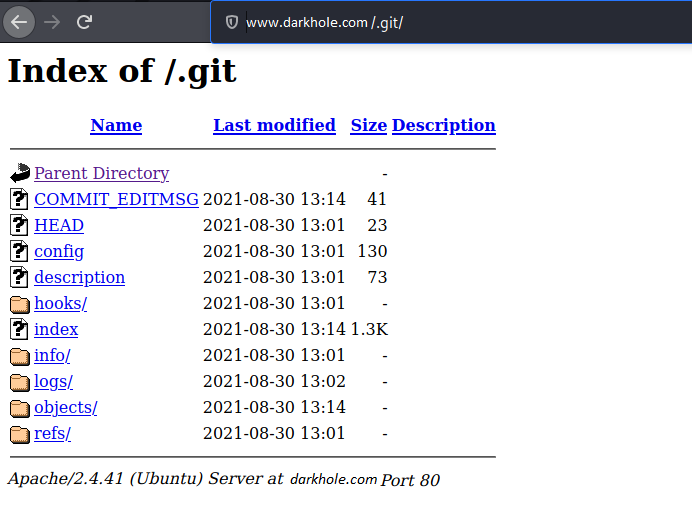 www.darkhole.com /.git/
Index of /.git
Name Last modified Size Description
Parent Directory -
COMMIT_EDITMSG 2021-08-30 13:14 41
HEAD 2021-08-30 13:01 23
config 2021-08-30 13:01 130
description 2021-08-30 13:01 73
hooks/ 2021-08-30 13:01 -
index 2021-08-30 13:14 1.3K
info/ 2021-08-30 13:01 -
logs/ 2021-08-30 13:02 -
objects/ 2021-08-30 13:14 -
refs/ 2021-08-30 13:01 -
Apache/2.4.41 (Ubuntu) Server at darkhole.com Port 80